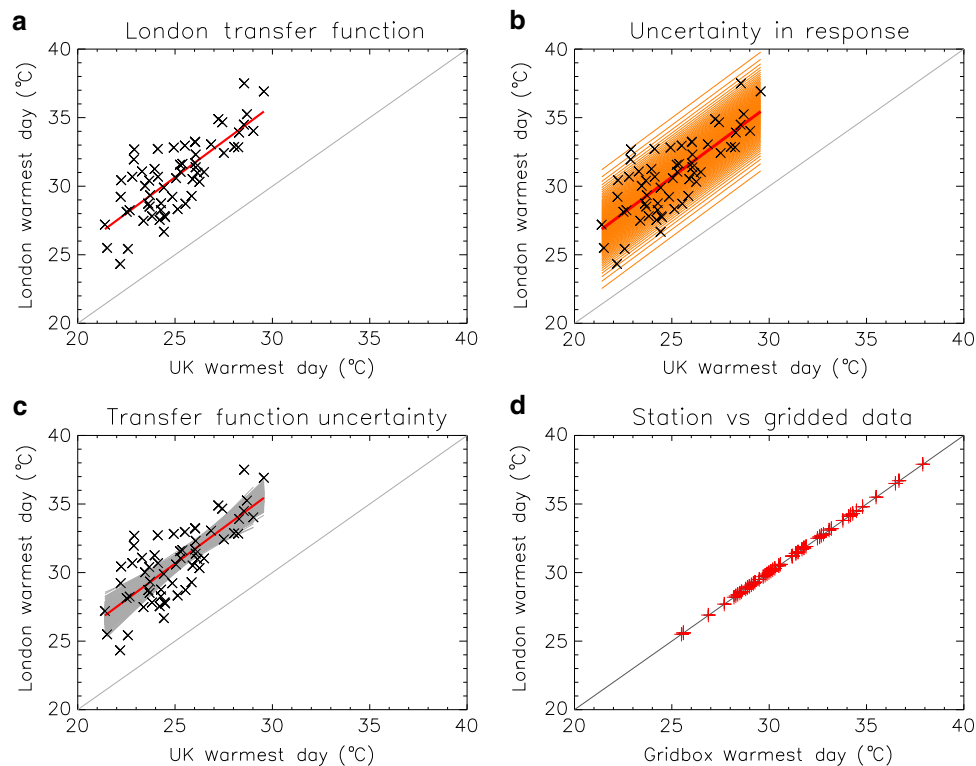 a
London transfer function
London warmest day (°C)
40
35
30
25
20
20 25 30 35 40
UK warmest day (°C)
b
Uncertainty in response
London warmest day (°C)
40
35
30
25
20
20 25 30 35 40
UK warmest day (°C)
c
Transfer function uncertainty
London warmest day (°C)
40
35
30
25
20
20 25 30 35 40
UK warmest day (°C)
d
Station vs gridded data
London warmest day (°C)
40
35
30
25
20
20 25 30 35 40
Gridbox warmest day (°C)